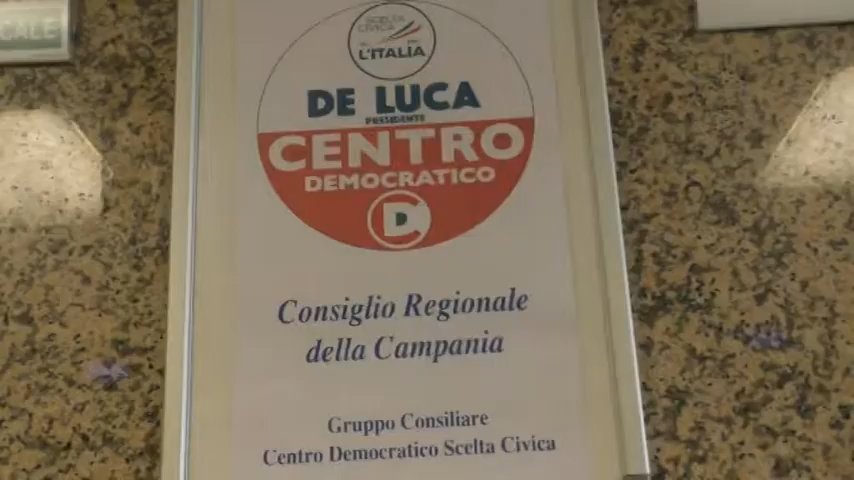 CALE
SCELTA
CIVICA
L'ITALIA
DE LUCA
PRESIDENTE
CENTRO
DEMOCRATICO
CD
Consiglio Regionale
della Campania
Gruppo Consiliare
Centro Democratico Scelta Civica